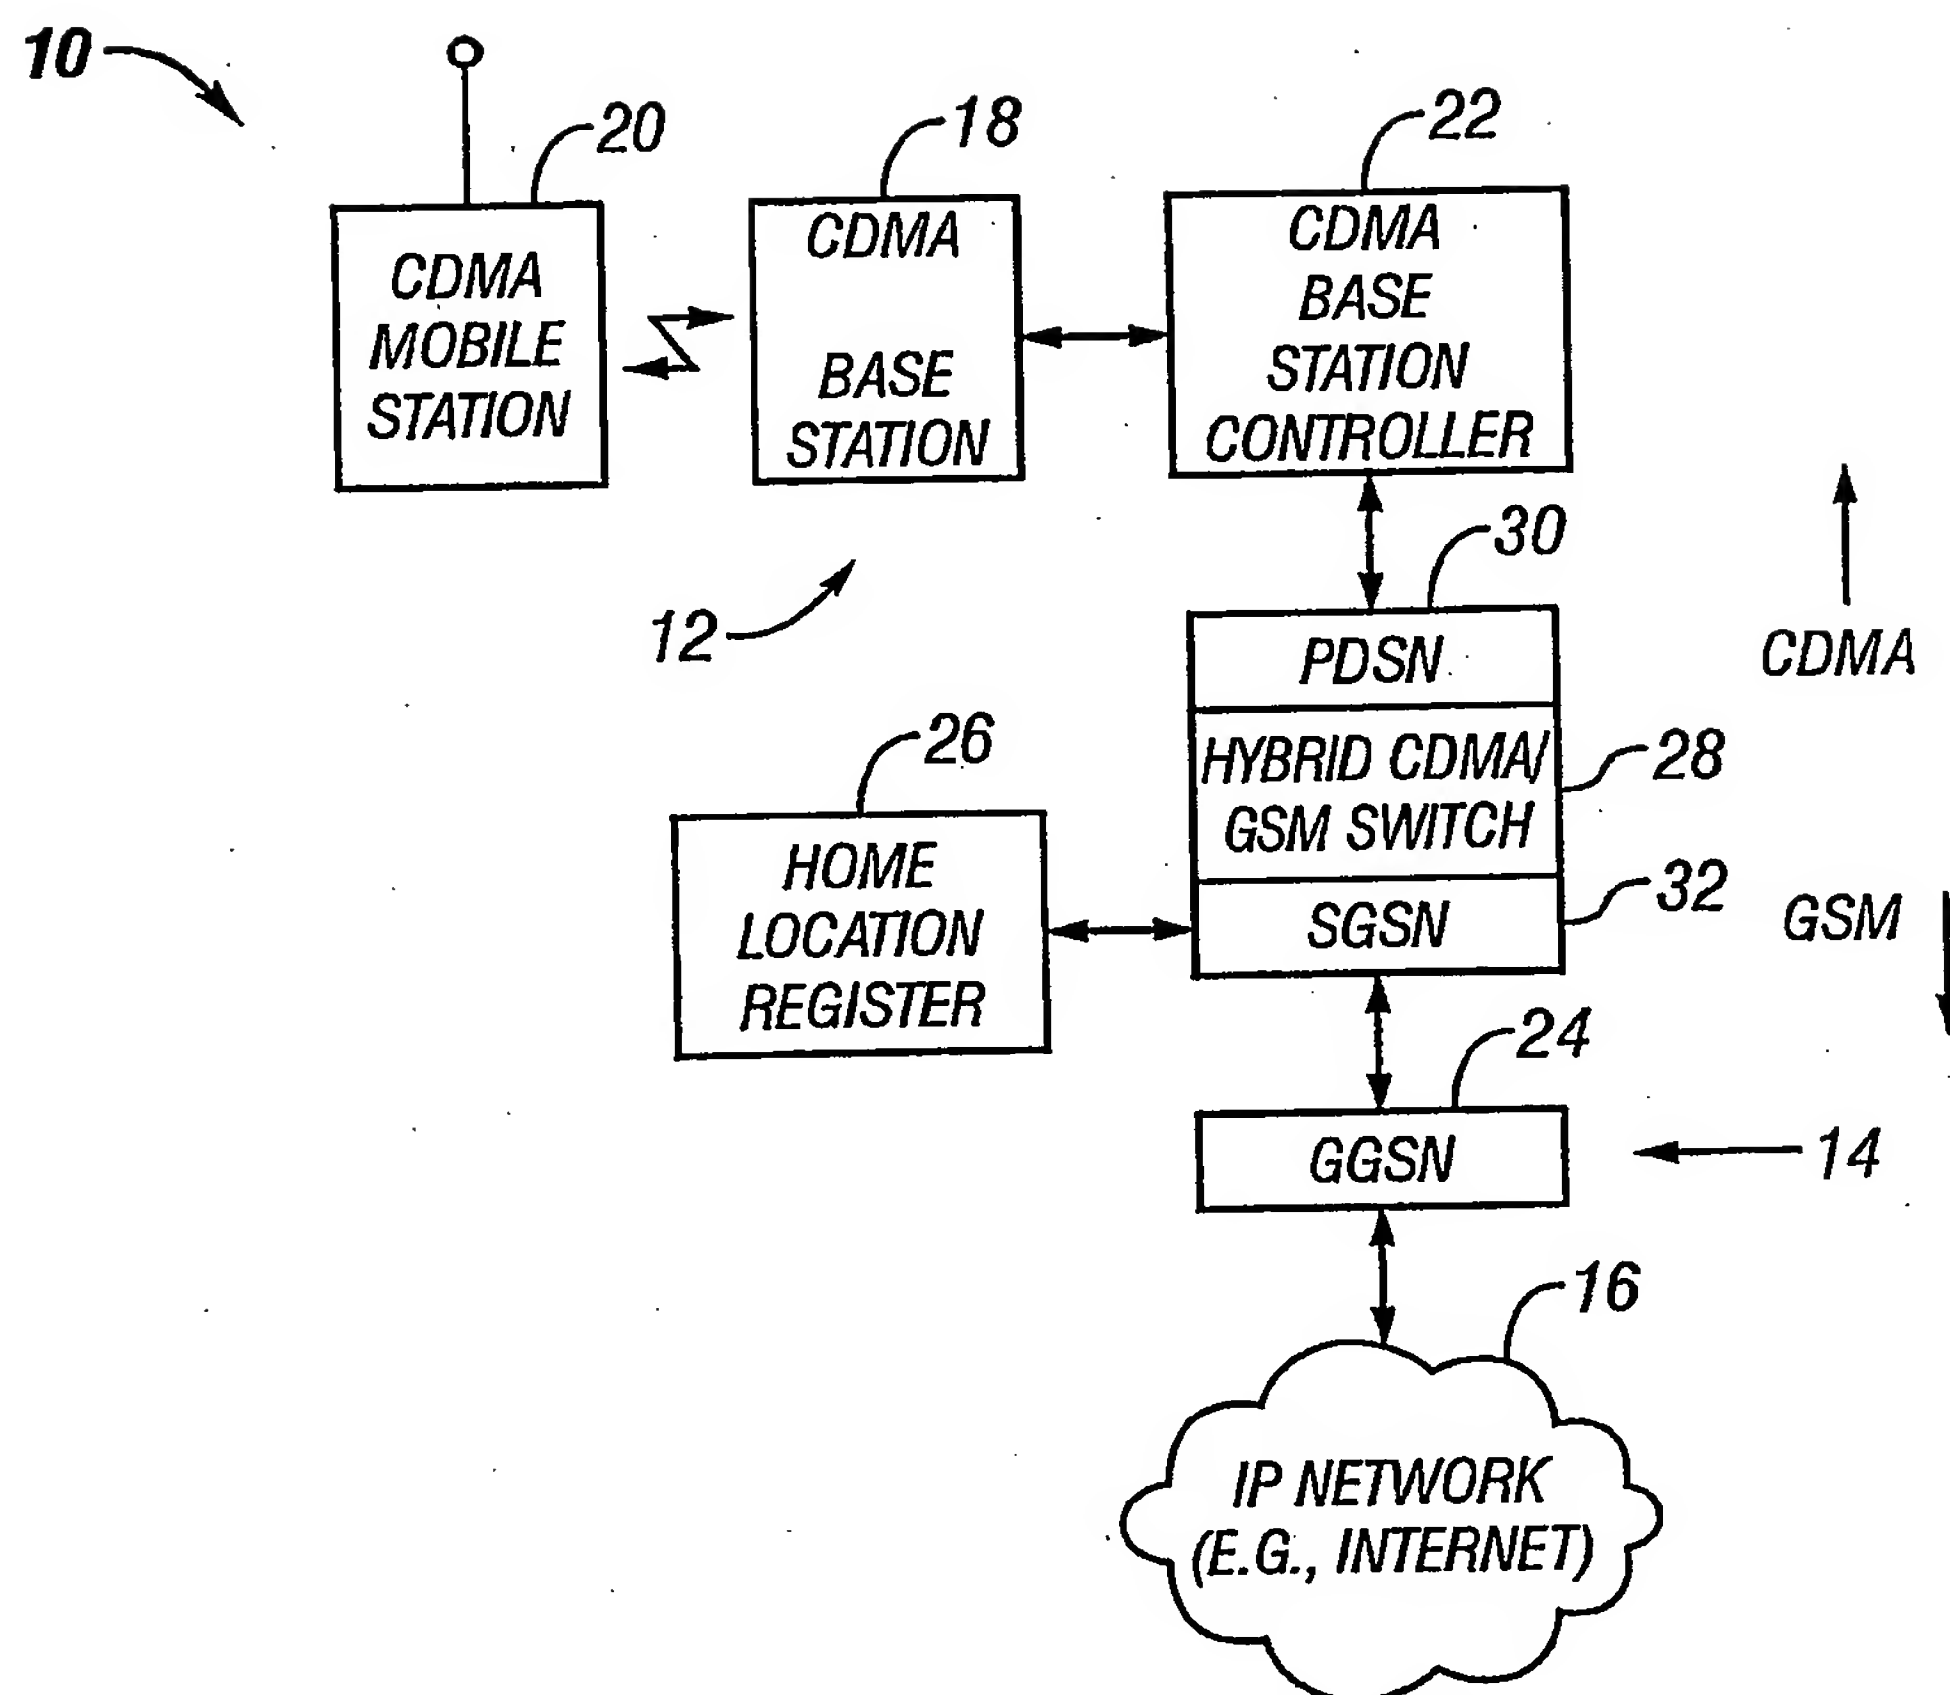 10
20
18
22
CDMA
MOBILE
STATION
CDMA
BASE
STATION
CDMA
BASE
STATION
CONTROLLER
30
12
PDSN
CDMA
26
HYBRID CDMA/
GSM SWITCH
28
HOME
LOCATION
REGISTER
SGSN
32
GSM
24
GGSN
14
16
IP NETWORK
(E.G., INTERNET)